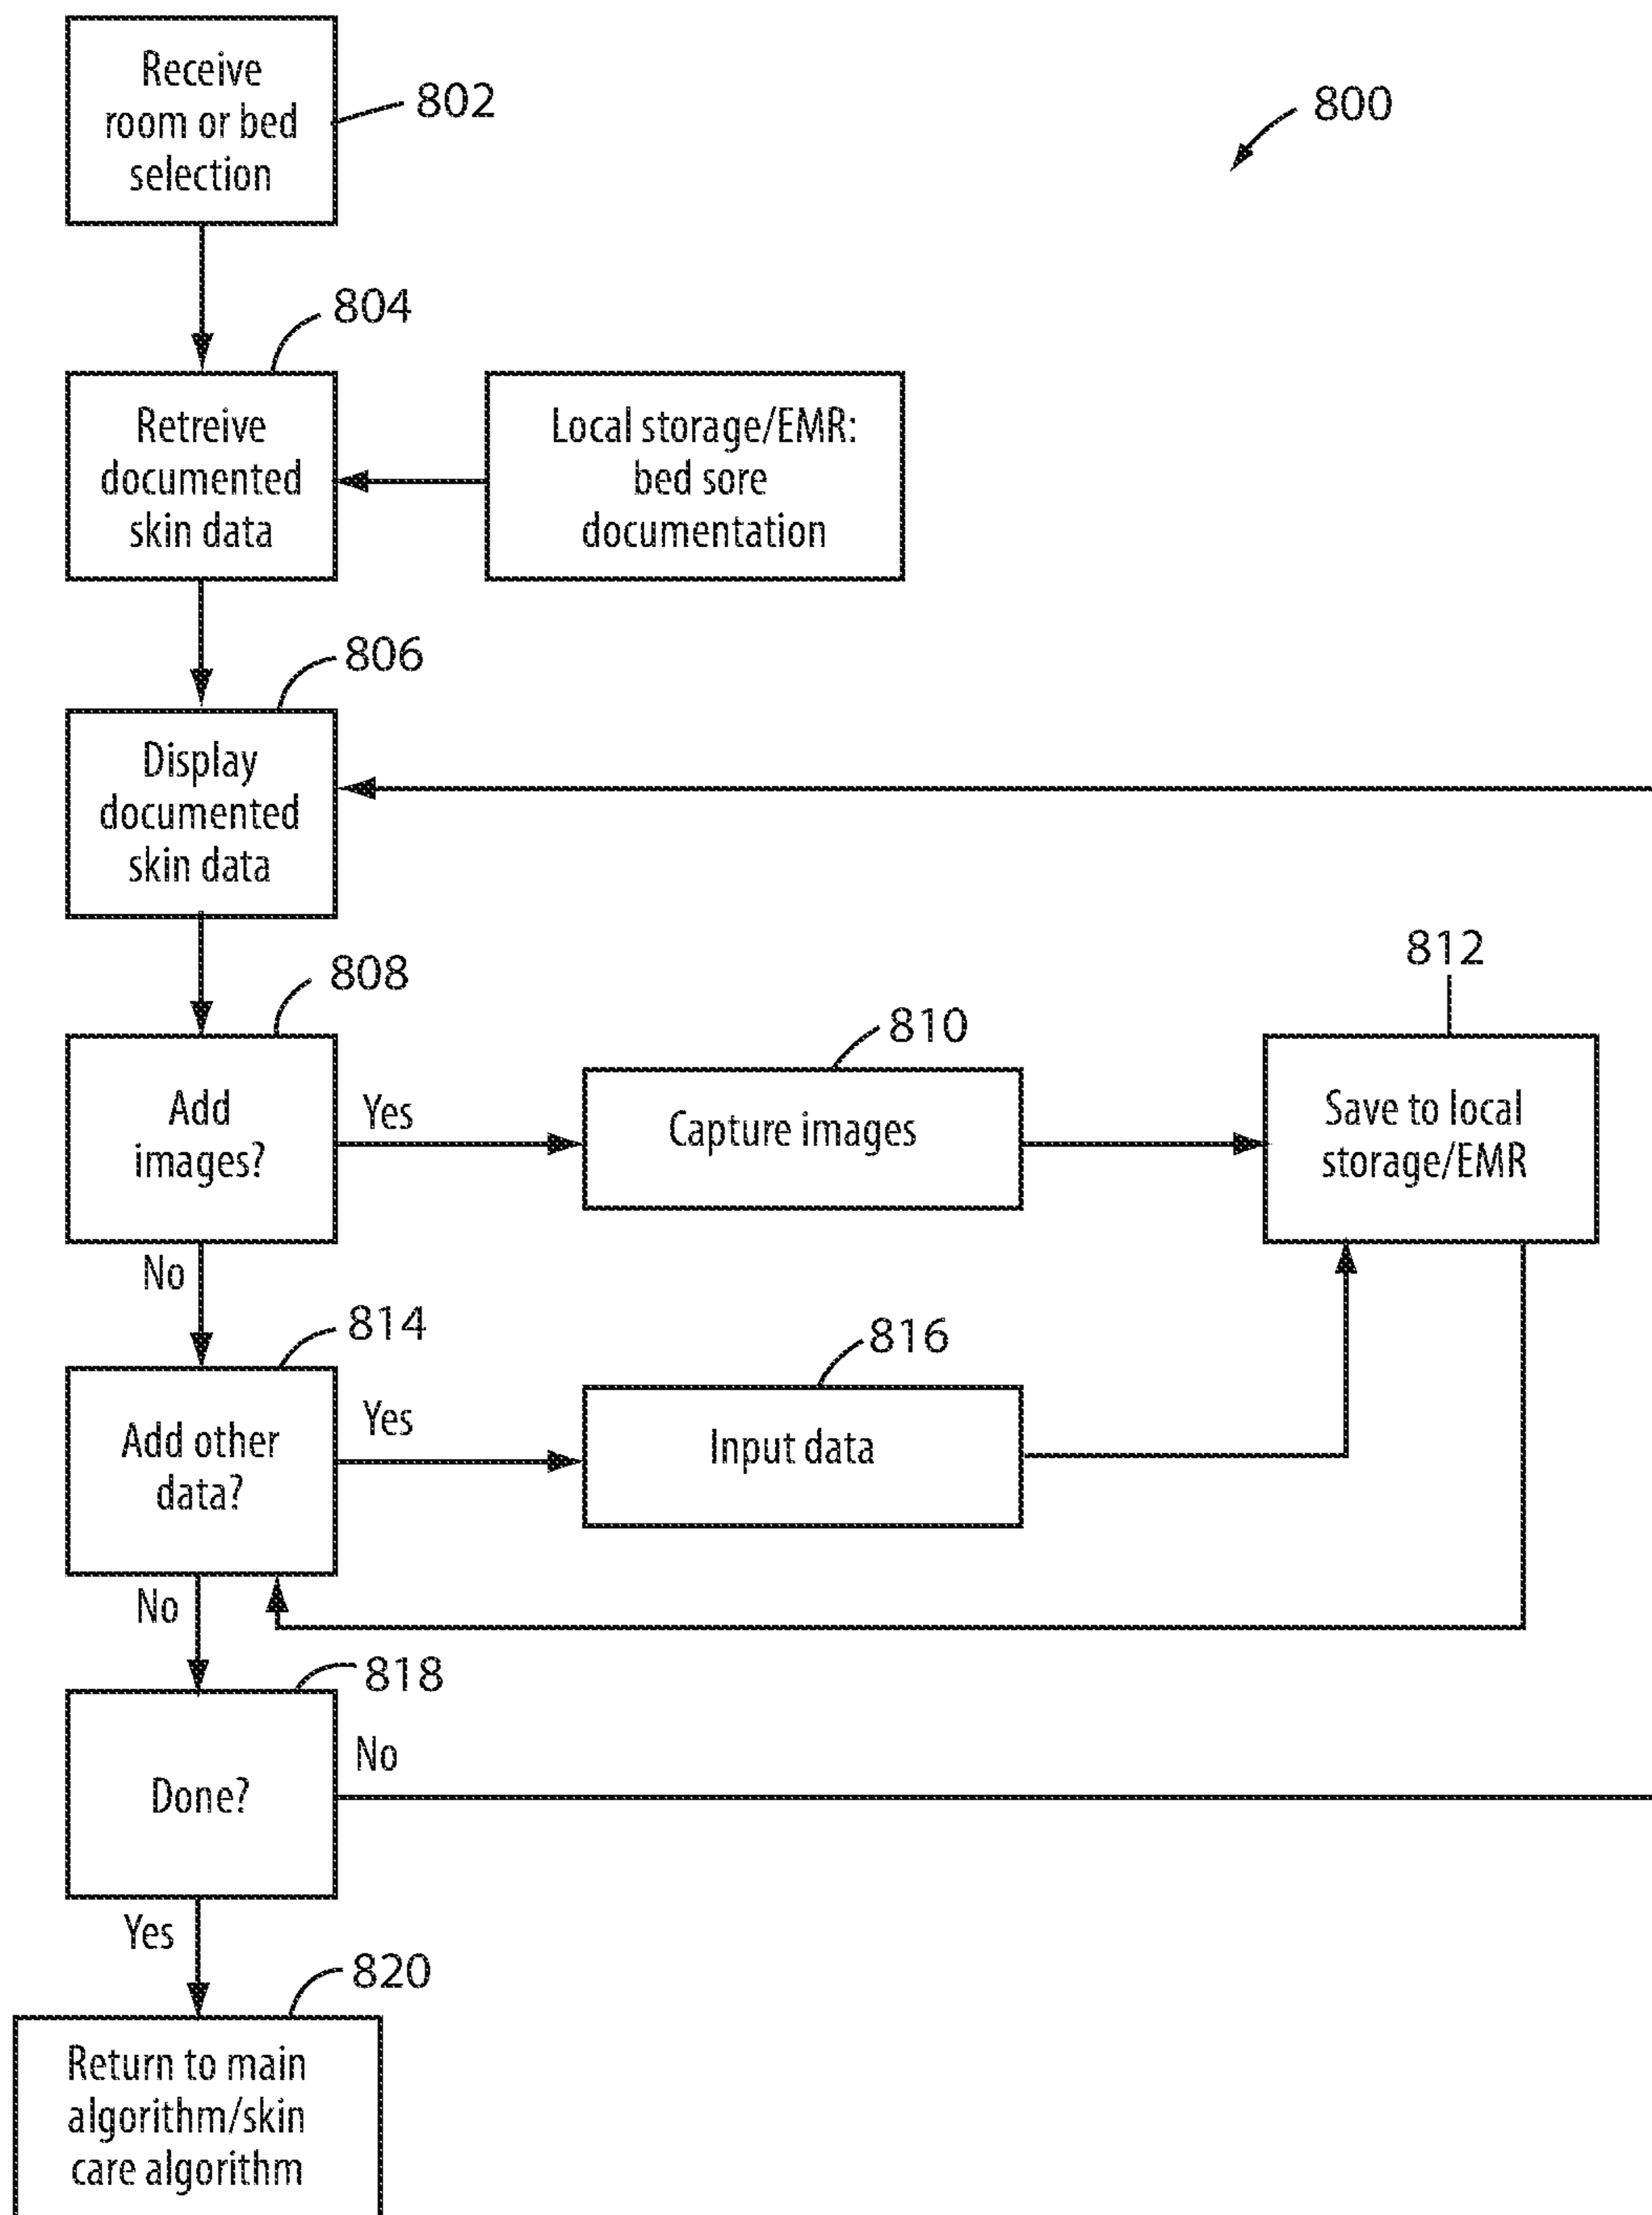 Receive
room or bed
selection
802
800
804
Retreive
documented
skin data
Local storage/EMR:
bed sore
documentation
806
Display
documented
skin data
808
Add
images?
Yes
810
Capture images
812
Save to local
storage/EMR
No
814
Add other
data?
Yes
816
Input data
No
818
Done?
No
Yes
820
Return to main
algorithm/skin
care algorithm